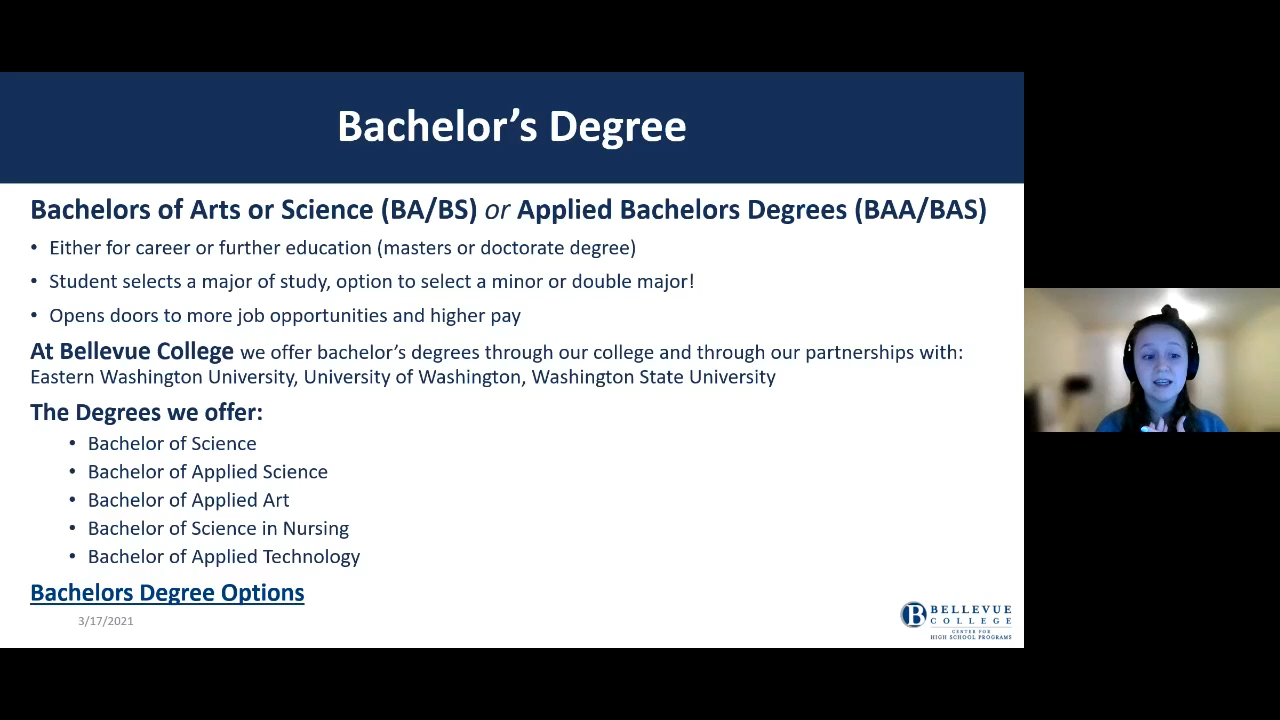 Bachelor's Degree
Bachelors of Arts or Science (BA/BS) or Applied Bachelors Degrees (BAA/BAS)
• Either for career or further education (masters or doctorate degree)
• Student selects a major of study, option to select a minor or double major!
• Opens doors to more job opportunities and higher pay
At Bellevue College we offer bachelor's degrees through our college and through our partnerships with:
Eastern Washington University, University of Washington, Washington State University
The Degrees we offer:
• Bachelor of Science
• Bachelor of Applied Science
• Bachelor of Applied Art
• Bachelor of Science in Nursing
• Bachelor of Applied Technology
Bachelors Degree Options
3/17/2021
B BELLEVUE
COLLEGE
CENTER FOR
HIGH SCHOOL PROGRAMS